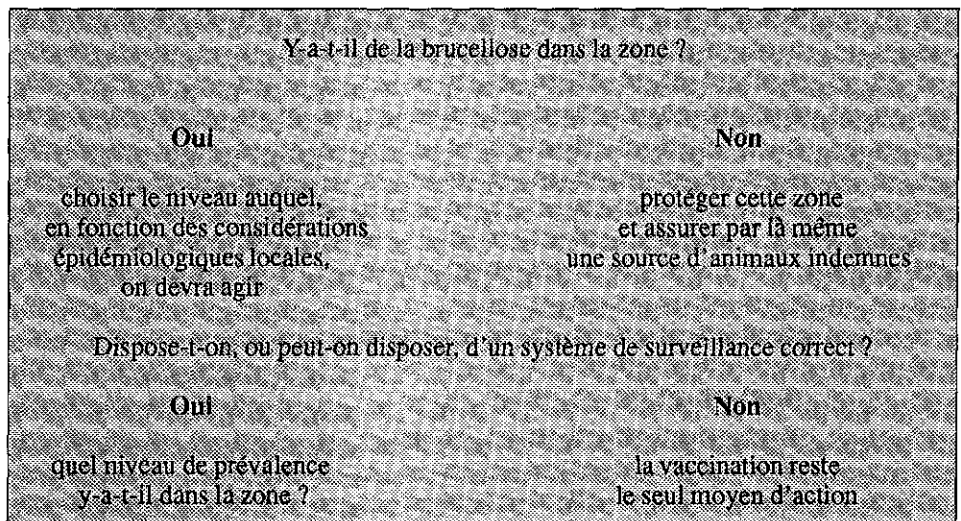 Y-a-t-il de la brucellose dans la zone ?
Oui
Non
choisir le niveau auquel,
en fonction des considérations
épidémiologiques locales,
on devra agir
protéger cette zone
et assurer par là même
une source d'animaux indemnes
Dispose-t-on, ou peut-on disposer, d'un système de surveillance correct ?
Oui
Non
quel niveau de prévalence
y-a-t-il dans la zone ?
la vaccination reste
le seul moyen d'action